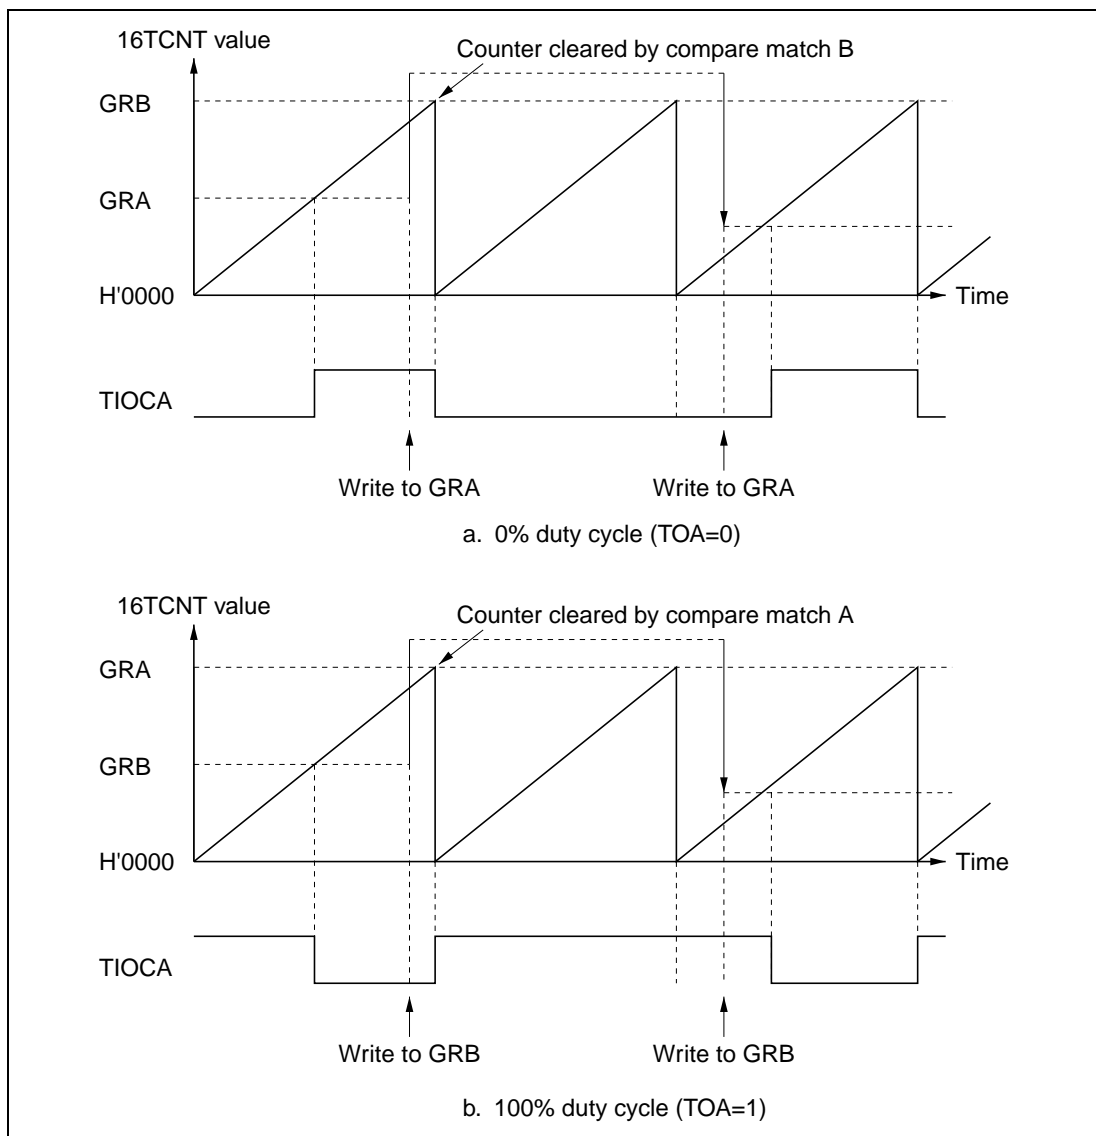 16TCNT value
Counter cleared by compare match B
GRB
GRA
H'0000
Time
TIOCA
Write to GRA
Write to GRA
a. 0% duty cycle (TOA=0)
16TCNT value
Counter cleared by compare match A
GRA
GRB
H'0000
Time
TIOCA
Write to GRB
Write to GRB
b. 100% duty cycle (TOA=1)